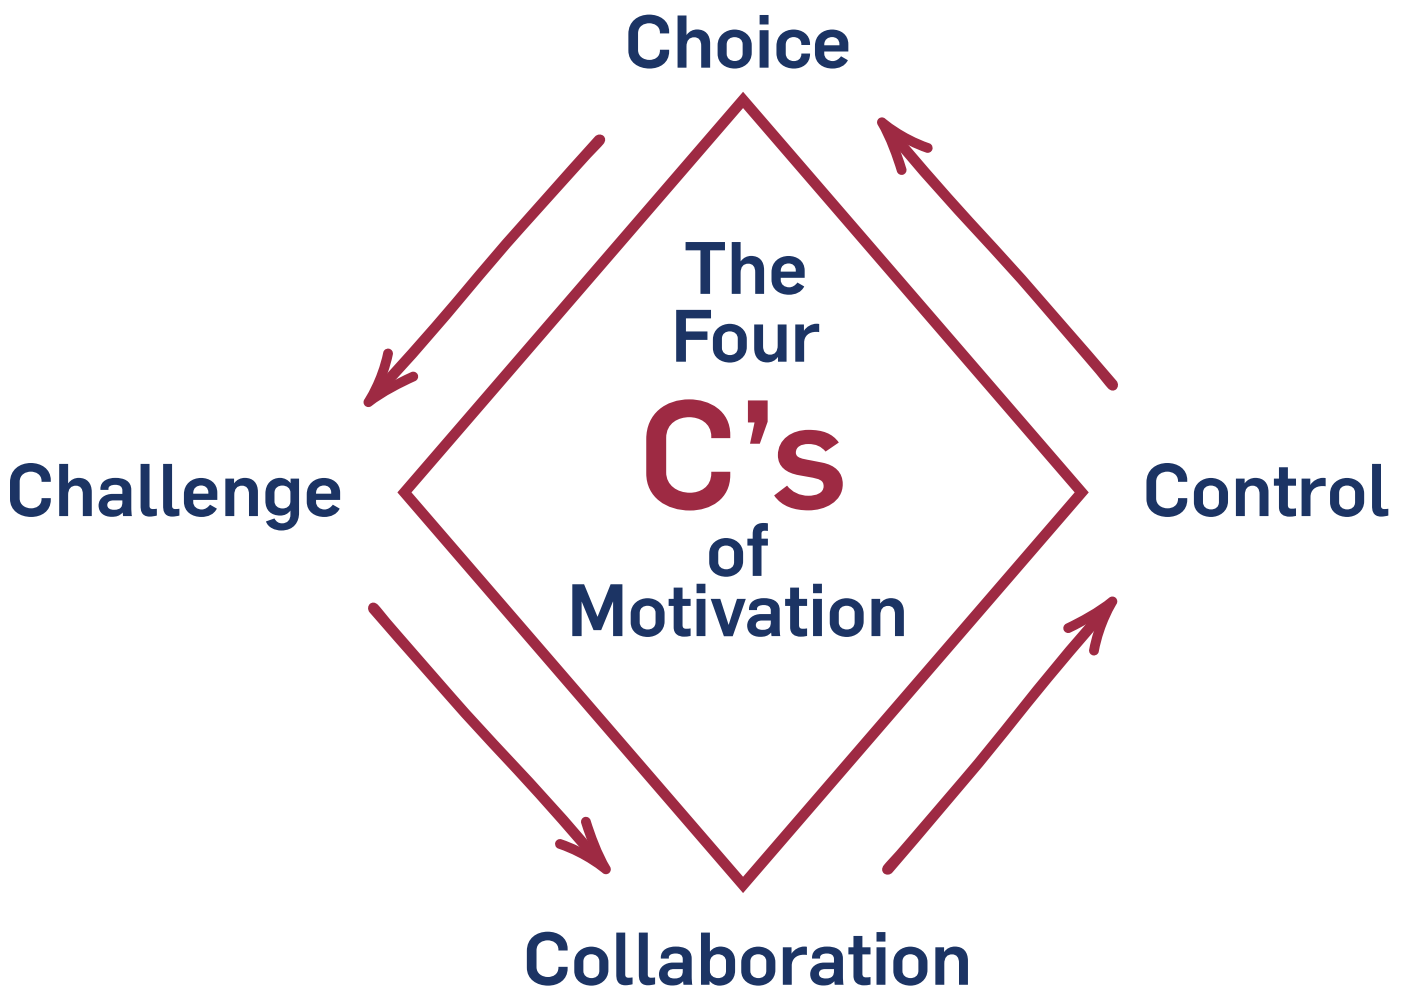 Choice
The
Four
C’s
of
Motivation
Challenge
Control
Collaboration